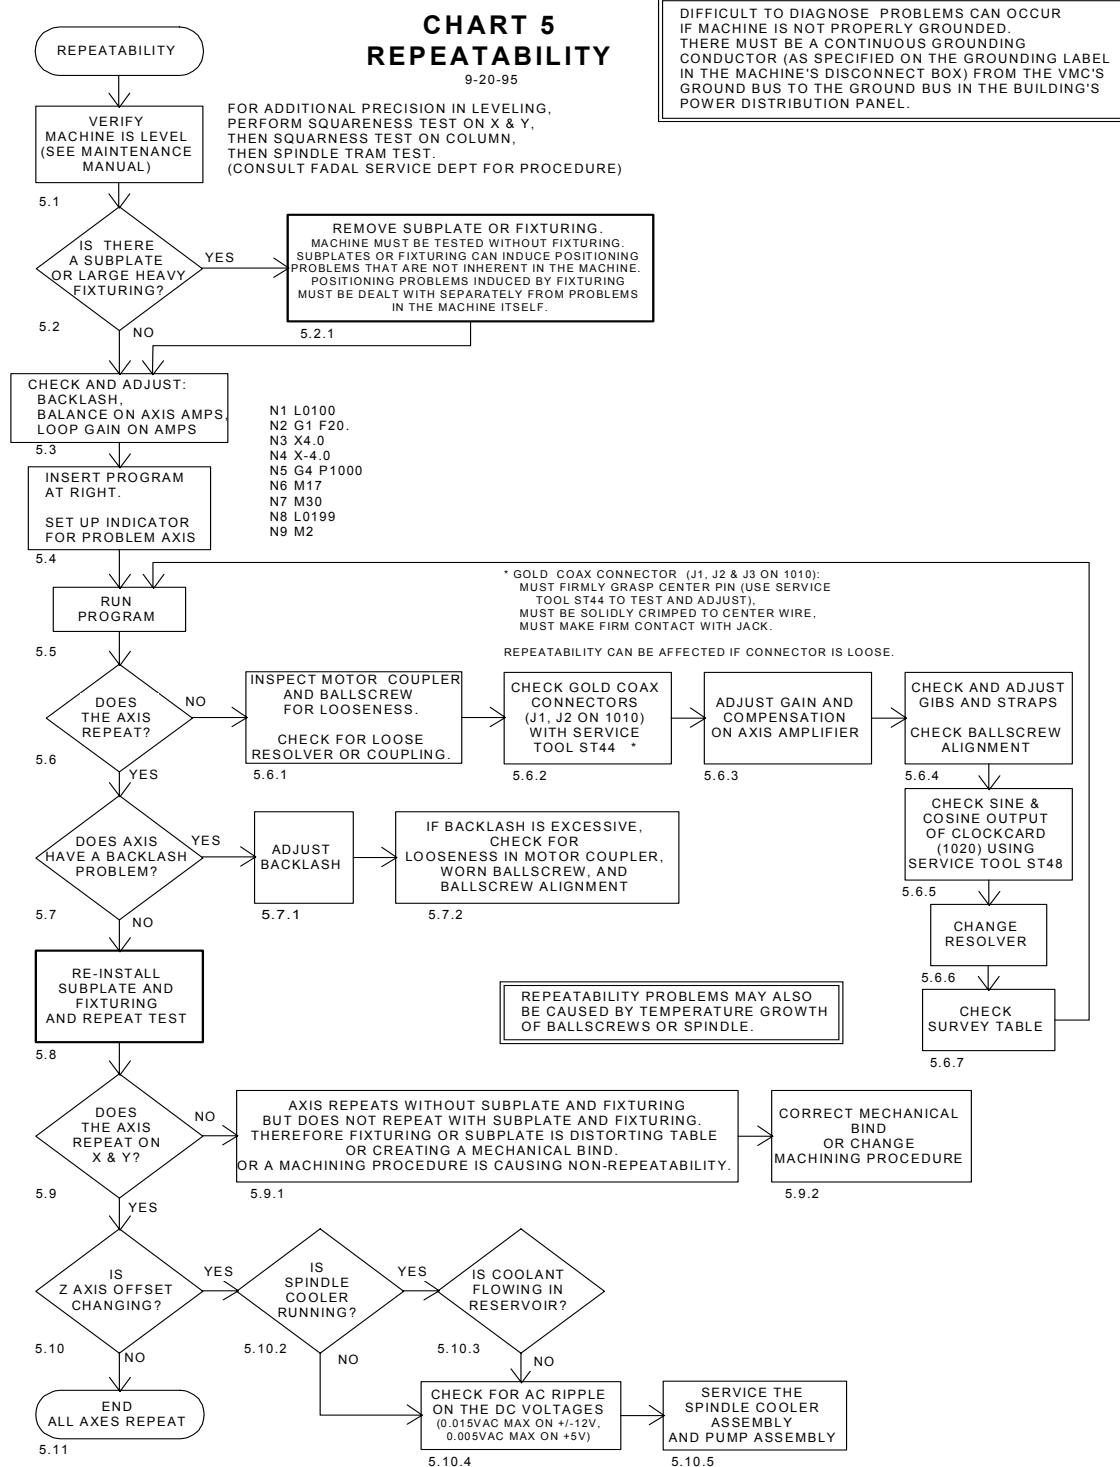 CHART 5
REPEATABILITY
9-20-95
DIFFICULT TO DIAGNOSE PROBLEMS CAN OCCUR
IF MACHINE IS NOT PROPERLY GROUNDED.
THERE MUST BE A CONTINUOUS GROUNDING
CONDUCTOR (AS SPECIFIED ON THE GROUNDING LABEL
IN THE MACHINE'S DISCONNECT BOX) FROM THE VMC'S
GROUND BUS TO THE GROUND BUS IN THE BUILDING'S
POWER DISTRIBUTION PANEL.
REPEATABILITY
FOR ADDITIONAL PRECISION IN LEVELING,
PERFORM SQUARENESS TEST ON X & Y,
THEN SQUARNESS TEST ON COLUMN,
THEN SPINDLE TRAM TEST.
(CONSULT FADAL SERVICE DEPT FOR PROCEDURE)
VERIFY
MACHINE IS LEVEL
(SEE MAINTENANCE
MANUAL)
5.1
IS THERE
A SUBPLATE
OR LARGE HEAVY
FIXTURING?
YES
5.2
NO
REMOVE SUBPLATE OR FIXTURING.
MACHINE MUST BE TESTED WITHOUT FIXTURING.
SUBPLATES OR FIXTURING CAN INDUCE POSITIONING
PROBLEMS THAT ARE NOT INHERENT IN THE MACHINE.
POSITIONING PROBLEMS INDUCED BY FIXTURING
MUST BE DEALT WITH SEPARATELY FROM PROBLEMS
IN THE MACHINE ITSELF.
5.2.1
CHECK AND ADJUST:
BACKLASH,
BALANCE ON AXIS AMPS,
LOOP GAIN ON AMPS
5.3
N1 L0100
N2 G1 F20.
N3 X4.0
N4 X-4.0
N5 G4 P1000
N6 M17
N7 M30
N8 L0199
N9 M2
INSERT PROGRAM
AT RIGHT.
SET UP INDICATOR
FOR PROBLEM AXIS
5.4
RUN
PROGRAM
5.5
* GOLD COAX CONNECTOR (J1, J2 & J3 ON 1010):
MUST FIRMLY GRASP CENTER PIN (USE SERVICE
TOOL ST44 TO TEST AND ADJUST),
MUST BE SOLIDLY CRIMPED TO CENTER WIRE,
MUST MAKE FIRM CONTACT WITH JACK.
REPEATABILITY CAN BE AFFECTED IF CONNECTOR IS LOOSE.
DOES
THE AXIS
REPEAT?
NO
5.6
YES
INSPECT MOTOR COUPLER
AND BALLSCREW
FOR LOOSENESS.
CHECK FOR LOOSE
RESOLVER OR COUPLING.
5.6.1
CHECK GOLD COAX
CONNECTORS
(J1, J2 ON 1010)
WITH SERVICE
TOOL ST44 *
5.6.2
ADJUST GAIN AND
COMPENSATION
ON AXIS AMPLIFIER
5.6.3
CHECK AND ADJUST
GIBS AND STRAPS
CHECK BALLSCREW
ALIGNMENT
5.6.4
CHECK SINE &
COSINE OUTPUT
OF CLOCKCARD
(1020) USING
SERVICE TOOL ST48
5.6.5
CHANGE
RESOLVER
5.6.6
CHECK
SURVEY TABLE
5.6.7
DOES AXIS
HAVE A BACKLASH
PROBLEM?
YES
5.7
NO
ADJUST
BACKLASH
5.7.1
IF BACKLASH IS EXCESSIVE,
CHECK FOR
LOOSENESS IN MOTOR COUPLER,
WORN BALLSCREW, AND
BALLSCREW ALIGNMENT
5.7.2
RE-INSTALL
SUBPLATE AND
FIXTURING
AND REPEAT TEST
5.8
REPEATABILITY PROBLEMS MAY ALSO
BE CAUSED BY TEMPERATURE GROWTH
OF BALLSCREWS OR SPINDLE.
DOES
THE AXIS
REPEAT ON
X & Y?
NO
5.9
YES
AXIS REPEATS WITHOUT SUBPLATE AND FIXTURING
BUT DOES NOT REPEAT WITH SUBPLATE AND FIXTURING.
THEREFORE FIXTURING OR SUBPLATE IS DISTORTING TABLE
OR CREATING A MECHANICAL BIND.
OR A MACHINING PROCEDURE IS CAUSING NON-REPEATABILITY.
5.9.1
CORRECT MECHANICAL
BIND
OR CHANGE
MACHINING PROCEDURE
5.9.2
IS
Z AXIS OFFSET
CHANGING?
YES
5.10
NO
IS
SPINDLE
COOLER
RUNNING?
YES
5.10.2
NO
IS COOLANT
FLOWING IN
RESERVOIR?
5.10.3
NO
END
ALL AXES REPEAT
5.11
CHECK FOR AC RIPPLE
ON THE DC VOLTAGES
(0.015VAC MAX ON +/-12V,
0.005VAC MAX ON +5V)
5.10.4
SERVICE THE
SPINDLE COOLER
ASSEMBLY
AND PUMP ASSEMBLY
5.10.5